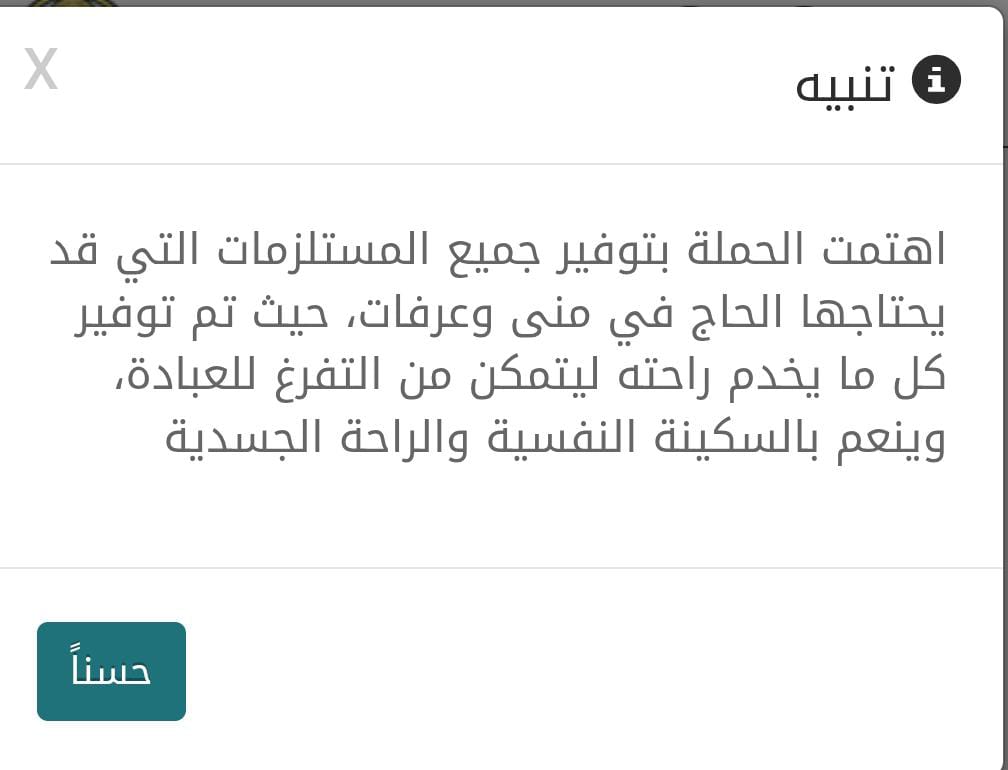 تنبيه
X
اهتمت الحملة بتوفير جميع المستلزمات التي قد
يحتاجها الحاج في منى وعرفات، حيث تم توفير
كل ما يخدم راحته ليتمكن من التفرغ للعبادة،
وينعم بالسكينة النفسية والراحة الجسدية
حسناً